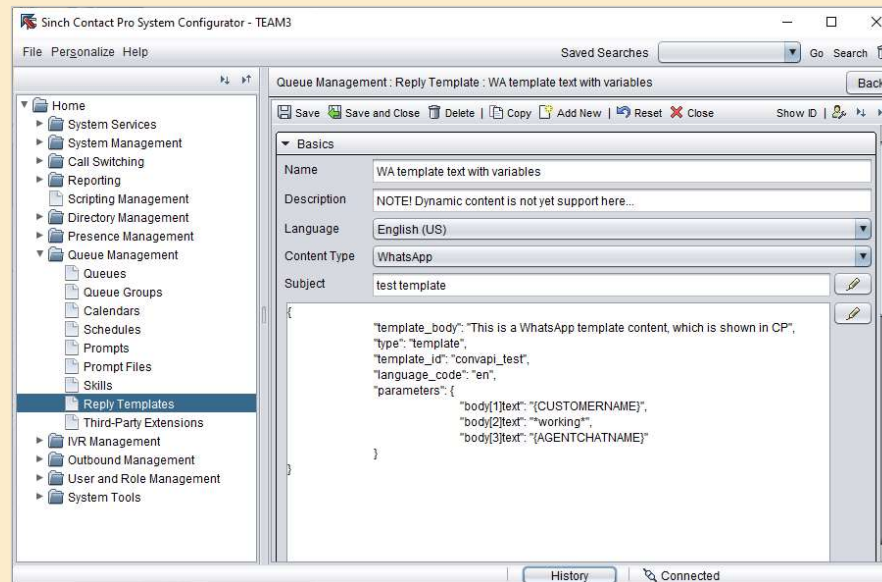 Sinch Contact Pro System Configurator - TEAM3
File Personalize Help
Saved Searches
Go Search
Queue Management : Reply Template : WA template text with variables
Back
Save Save and Close Delete | Copy Add New | Reset Close
Show ID |
Home
System Services
System Management
Call Switching
Reporting
Scripting Management
Directory Management
Presence Management
Queue Management
Queues
Queue Groups
Calendars
Schedules
Prompts
Prompt Files
Skills
Reply Templates
Third-Party Extensions
IVR Management
Outbound Management
User and Role Management
System Tools
Basics
Name WA template text with variables
Description NOTE! Dynamic content is not yet support here...
Language English (US)
Content Type WhatsApp
Subject test template
{
"template_body": "This is a WhatsApp template content, which is shown in CP",
"type": "template",
"template_id": "convapi_test",
"language_code": "en",
"parameters": {
"body[1]text": "{CUSTOMERNAME}",
"body[2]text": "*working*",
"body[3]text": "{AGENTCHATNAME}"
}
}
History
Connected